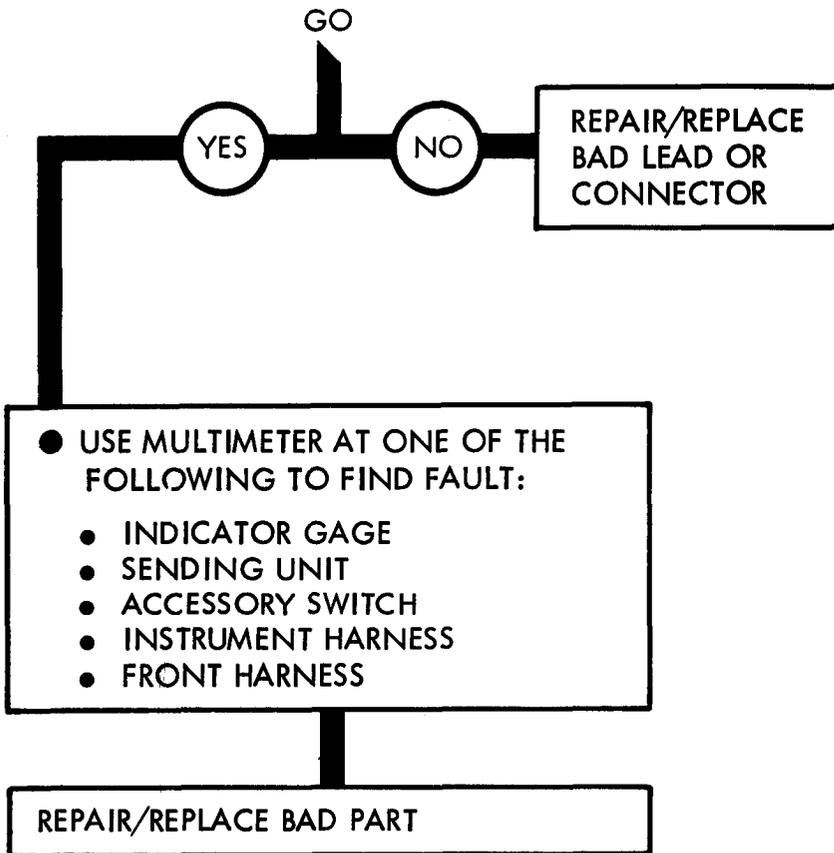 GO
YES
NO
REPAIR/REPLACE
BAD LEAD OR
CONNECTOR
● USE MULTIMETER AT ONE OF THE
FOLLOWING TO FIND FAULT:
● INDICATOR GAGE
● SENDING UNIT
● ACCESSORY SWITCH
● INSTRUMENT HARNESS
● FRONT HARNESS
REPAIR/REPLACE BAD PART